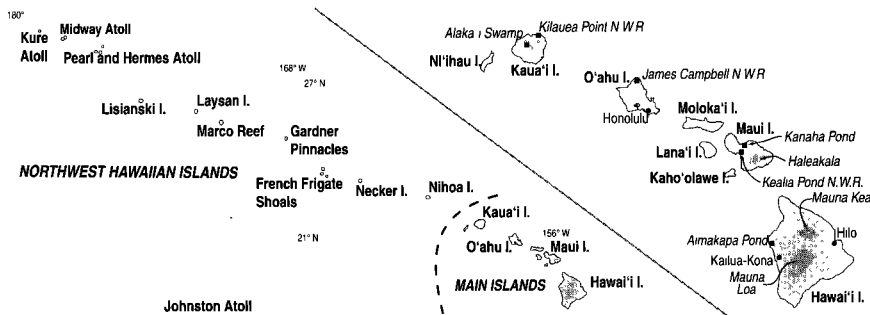 180°
Kure
Atoll
Midway Atoll
Pearl and Hermes Atoll
168° W
27° N
Lisianski I.
Laysan I.
Marco Reef
Gardner
Pinnacles
NORTHWEST HAWAIIAN ISLANDS
French Frigate
Shoals
Necker I.
Nihoa I.
21° N
Kaua'i I.
O'ahu I.
156° W
Maui I.
MAIN ISLANDS
Hawai'i I.
Johnston Atoll
Alaka i Swamp
Kilauea Point N W R
NI'ihau I.
Kaua'i I.
O'ahu I.
James Campbell N W R
Honolulu
Moloka'i I.
Maui I.
Kanaha Pond
Lana'i I.
Haleakala
Kaho'olawe I.
Kealia Pond N.W.R.
Mauna Kea
Aimakapa Pond
Hilo
Kailua-Kona
Mauna
Loa
Hawai'i I.